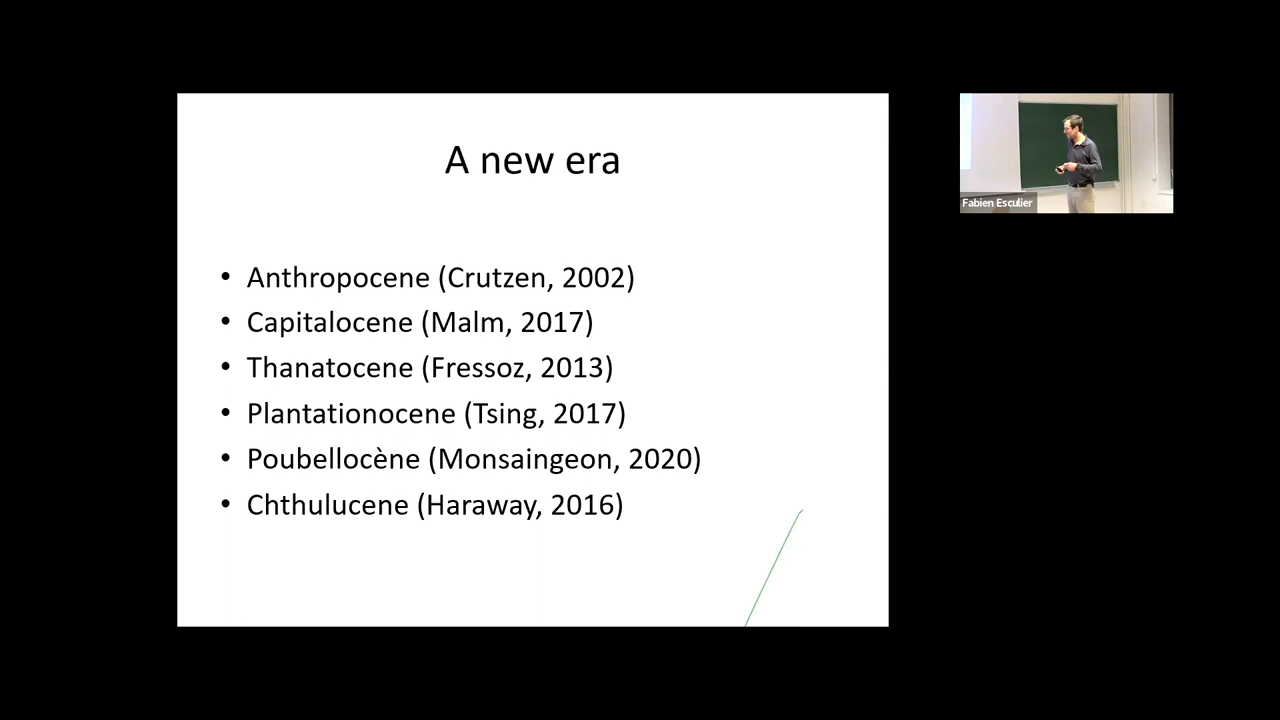 A new era
• Anthropocene (Crutzen, 2002)
• Capitalocene (Malm, 2017)
• Thanatocene (Fressoz, 2013)
• Plantationocene (Tsing, 2017)
• Poubellocène (Monsaingeon, 2020)
• Chthulucene (Haraway, 2016)
Fabien Esculier